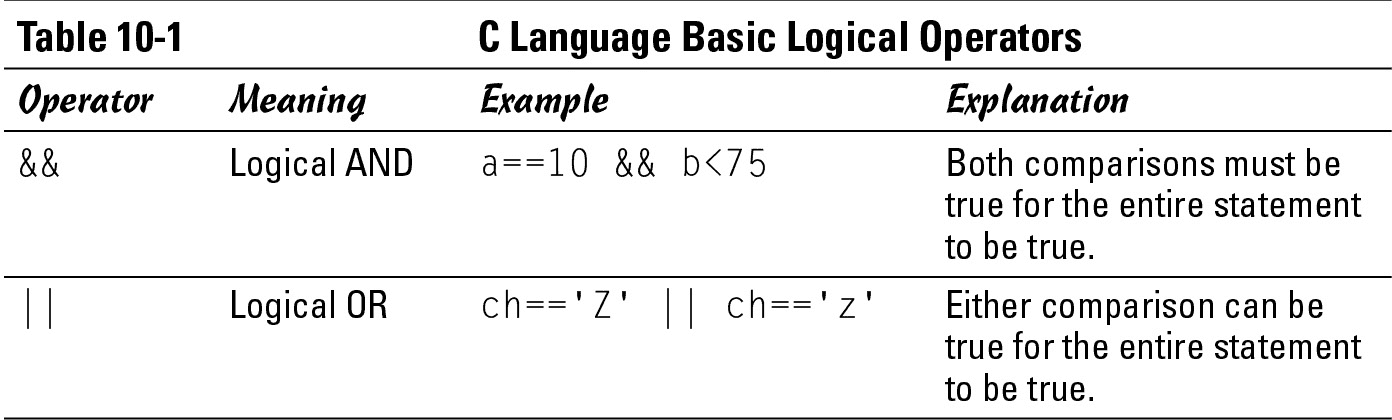 Table 10-1 C Language Basic Logical Operators
Operator Meaning Example Explanation
&& Logical AND a==10 && b<75 Both comparisons must be
true for the entire statement
to be true.
|| Logical OR ch=='Z' || ch=='z' Either comparison can be
true for the entire statement
to be true.